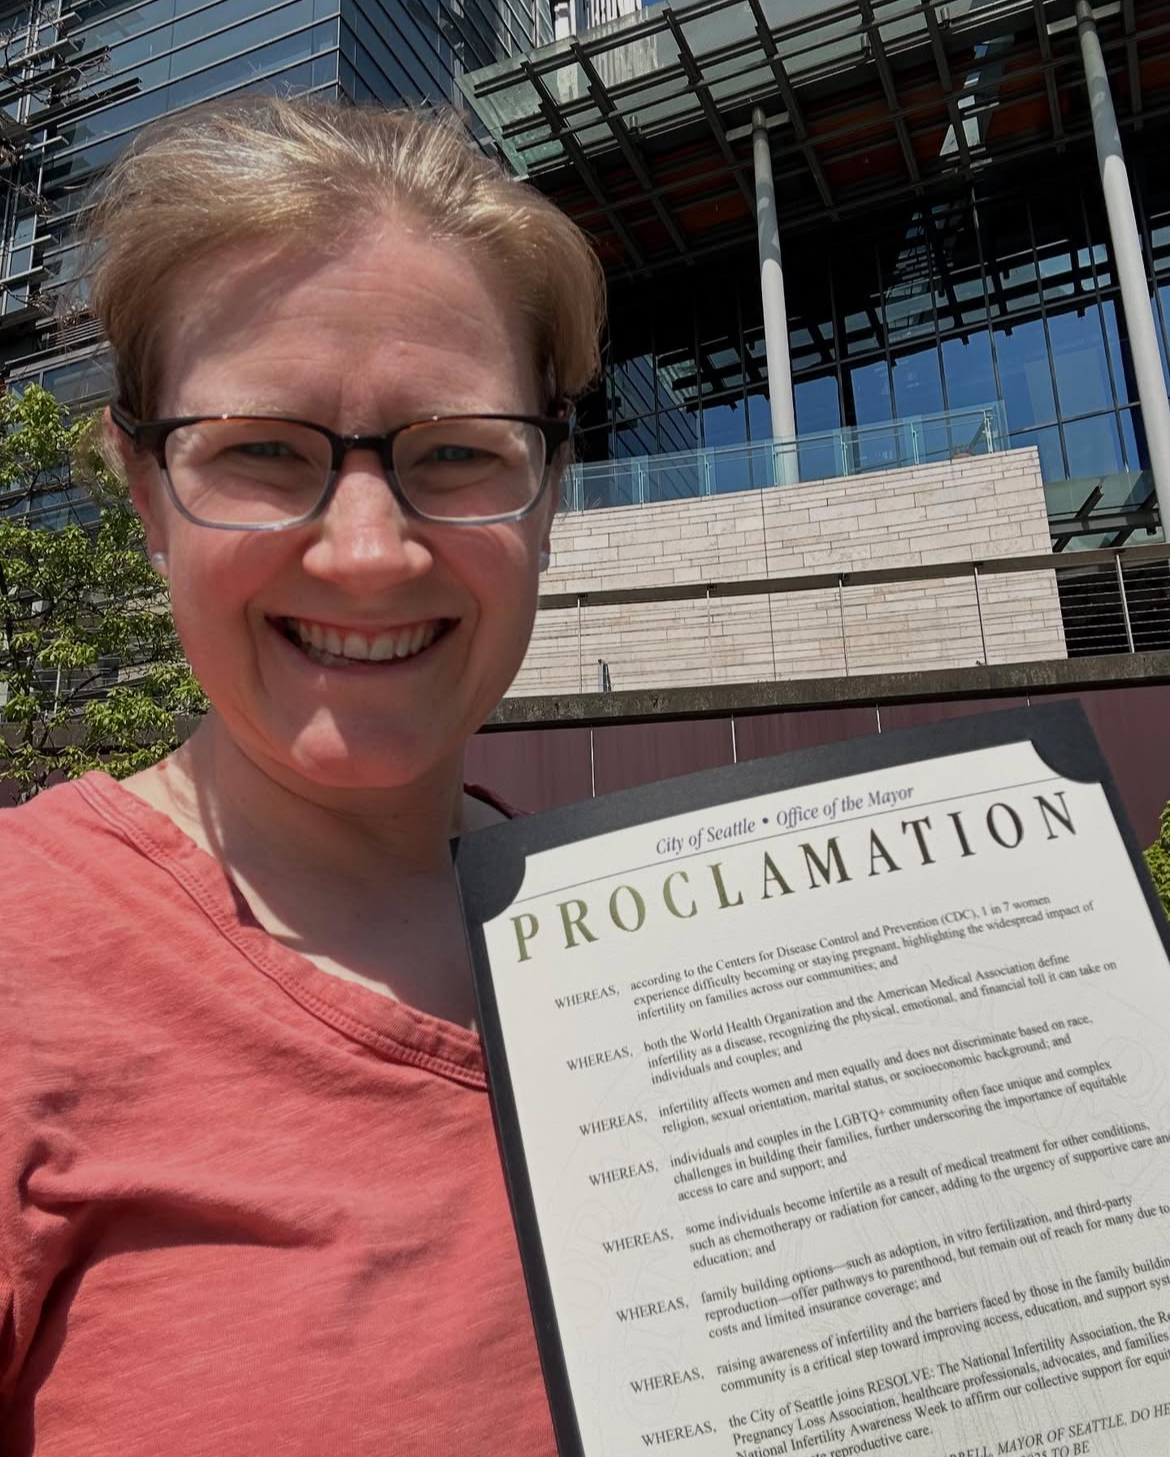 City of Seattle • Office of the Mayor
PROCLAMATION
WHEREAS, according to the Centers for Disease Control and Prevention (CDC), 1 in 7 women
experience difficulty becoming or staying pregnant, highlighting the widespread impact of
infertility on families across our communities; and
WHEREAS, both the World Health Organization and the American Medical Association define
infertility as a disease, recognizing the physical, emotional, and financial toll it can take on
individuals and couples; and
WHEREAS, infertility affects women and men equally and does not discriminate based on race,
religion, sexual orientation, marital status, or socioeconomic background; and
WHEREAS, individuals and couples in the LGBTQ+ community often face unique and complex
challenges in building their families, further underscoring the importance of equitable
access to care and support; and
WHEREAS, some individuals become infertile as a result of medical treatment for other conditions,
such as chemotherapy or radiation for cancer, adding to the urgency of supportive care and
education; and
WHEREAS, family building options—such as adoption, in vitro fertilization, and third-party
reproduction—offer pathways to parenthood, but remain out of reach for many due to
costs and limited insurance coverage; and
WHEREAS, raising awareness of infertility and the barriers faced by those in the family
community is a critical step toward improving access, education, and support
WHEREAS, the City of Seattle joins RESOLVE: The National Infertility Association, the
Pregnancy Loss Association, healthcare professionals, advocates, and families
National Infertility Awareness Week to affirm our collective support for
reproductive care.
MAYOR OF SEATTLE, DO
TO BE